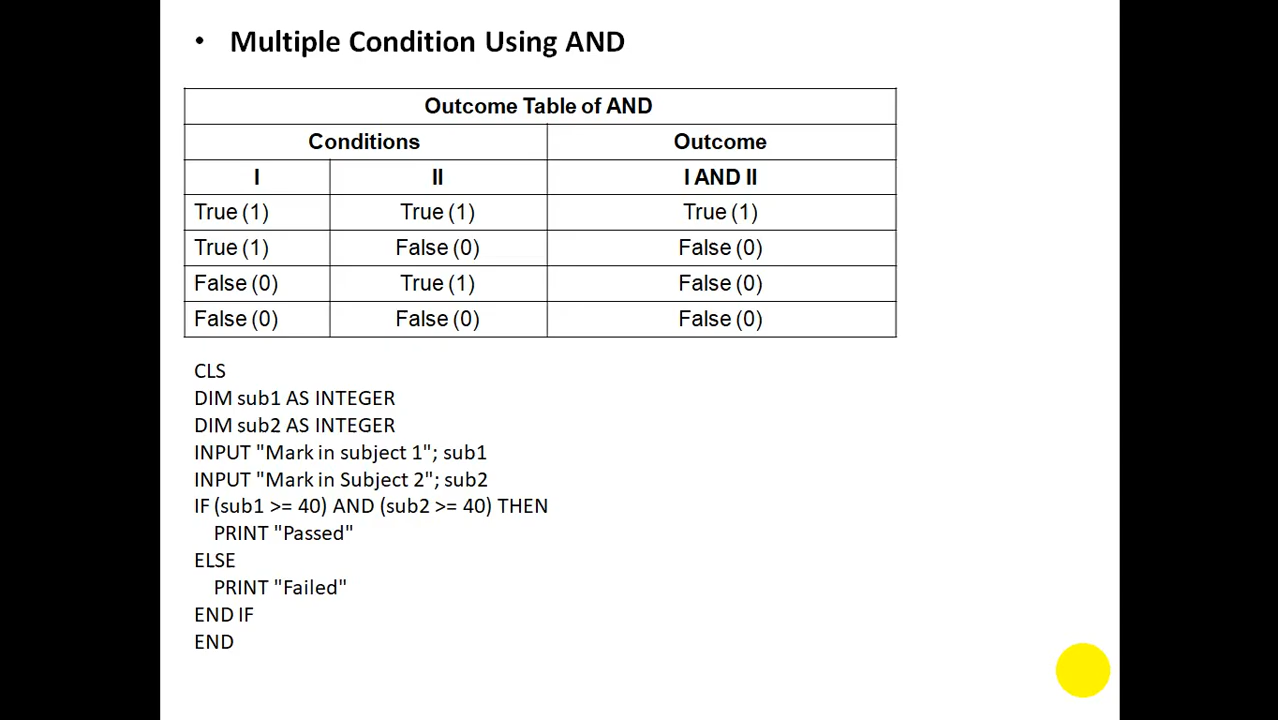 • Multiple Condition Using AND
Outcome Table of AND
Conditions Outcome
I II I AND II
True (1) True (1) True (1)
True (1) False (0) False (0)
False (0) True (1) False (0)
False (0) False (0) False (0)
CLS
DIM sub1 AS INTEGER
DIM sub2 AS INTEGER
INPUT "Mark in subject 1"; sub1
INPUT "Mark in Subject 2"; sub2
IF (sub1 >= 40) AND (sub2 >= 40) THEN
PRINT "Passed"
ELSE
PRINT "Failed"
END IF
END